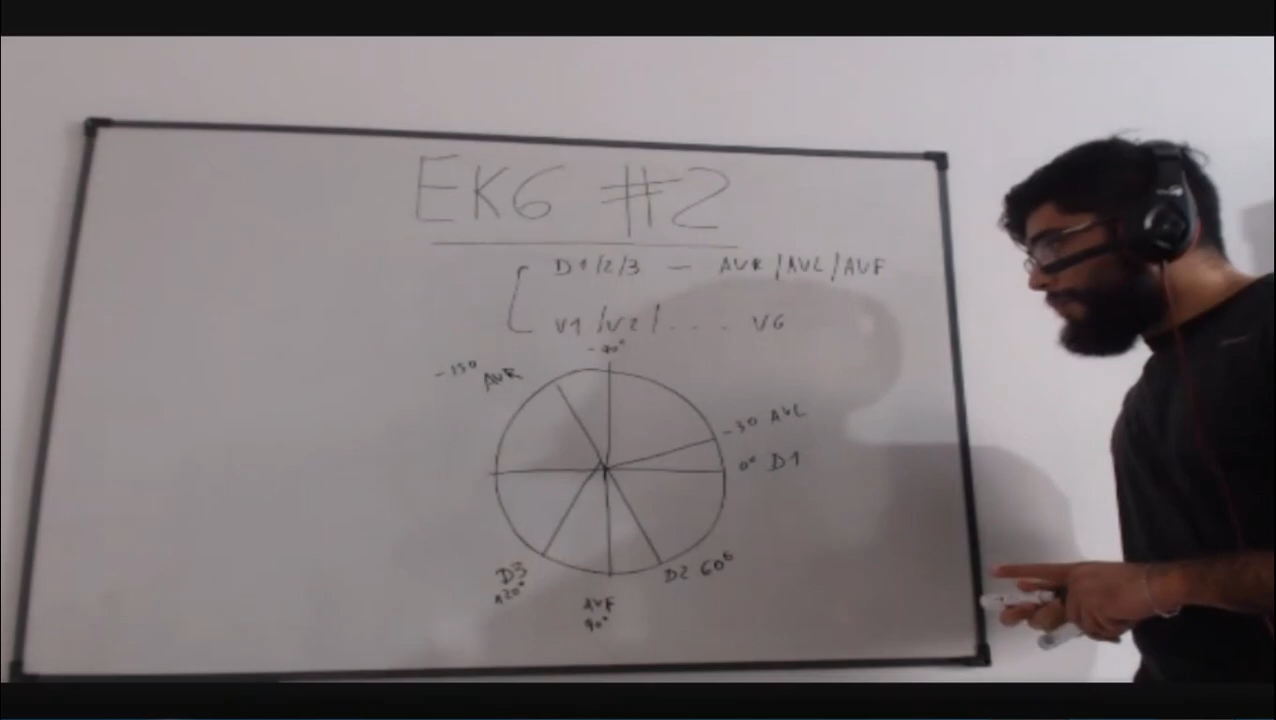 EKG #2
D1/2/3 — AVR/AVL/AVF
V1/V2/.... V6
-90°
-150° AVR
-30 AVL
0° D1
D2 60°
D3
120°
AVF
90°